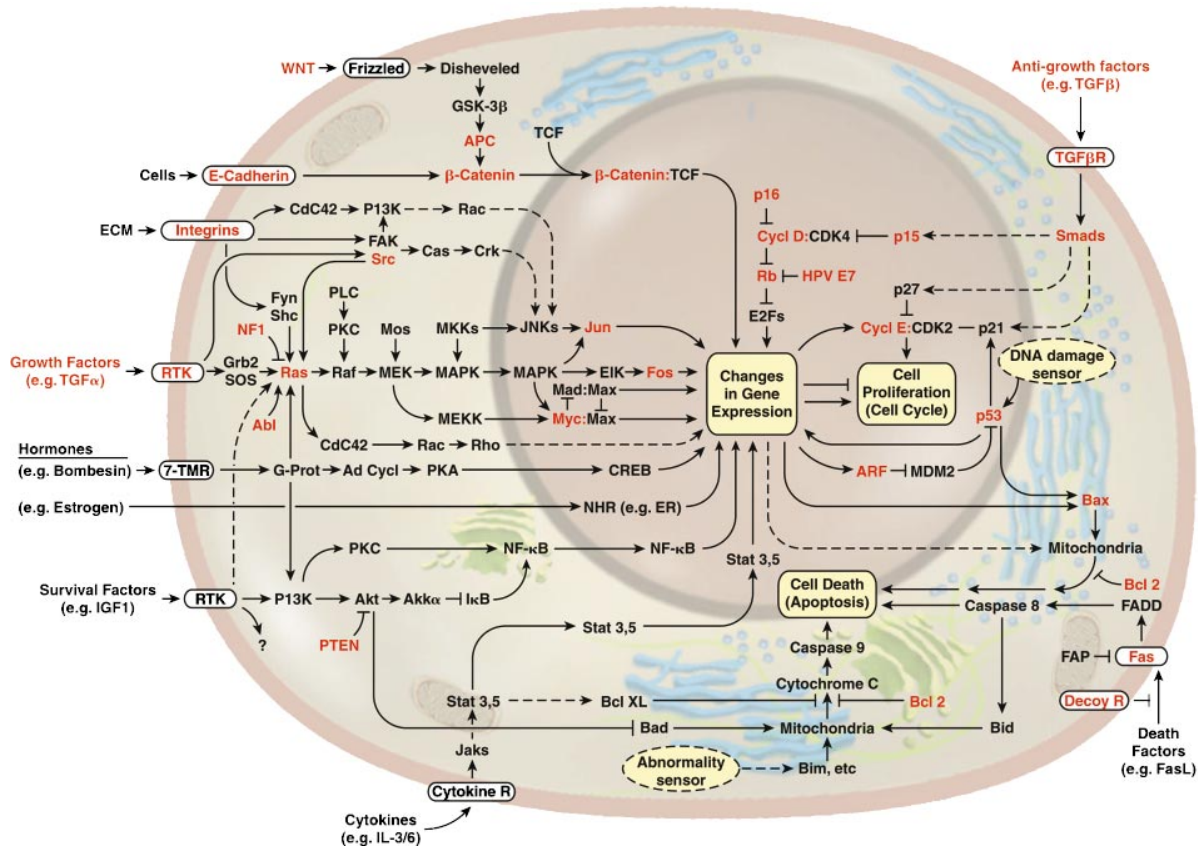 WNT
Frizzled
Disheveled
GSK-3β
APC
TCF
Anti-growth factors
(e.g. TGFβ)
TGFβR
Cells
E-Cadherin
β-Catenin
β-Catenin:TCF
p16
CdC42
P13K
Rac
ECM
Integrins
FAK
Src
Cas
Crk
Cycl D:CDK4
p15
Smads
Rb
HPV E7
Fyn
Shc
PLC
p27
NF1
PKC
Mos
MKKs
JNKs
Jun
E2Fs
Cycl E:CDK2
p21
Growth Factors
(e.g. TGFα)
RTK
Grb2
SOS
Ras
Raf
MEK
MAPK
MAPK
ElK
Fos
Changes
in Gene
Expression
Cell
Proliferation
(Cell Cycle)
DNA damage
sensor
Mad:Max
Abl
MEKK
Myc:Max
p53
CdC42
Rac
Rho
Hormones
(e.g. Bombesin)
7-TMR
G-Prot
Ad Cycl
PKA
CREB
ARF
MDM2
(e.g. Estrogen)
NHR (e.g. ER)
Bax
PKC
NF-κB
NF-κB
Stat 3,5
Mitochondria
Survival Factors
(e.g. IGF1)
RTK
P13K
Akt
Akkα
IκB
Cell Death
(Apoptosis)
Bcl 2
Caspase 8
FADD
?
PTEN
Stat 3,5
Caspase 9
FAP
Fas
Cytochrome C
Stat 3,5
Bcl XL
Bcl 2
Decoy R
Bad
Mitochondria
Bid
Death
Factors
(e.g. FasL)
Jaks
Abnormality
sensor
Bim, etc
Cytokine R
Cytokines
(e.g. IL-3/6)